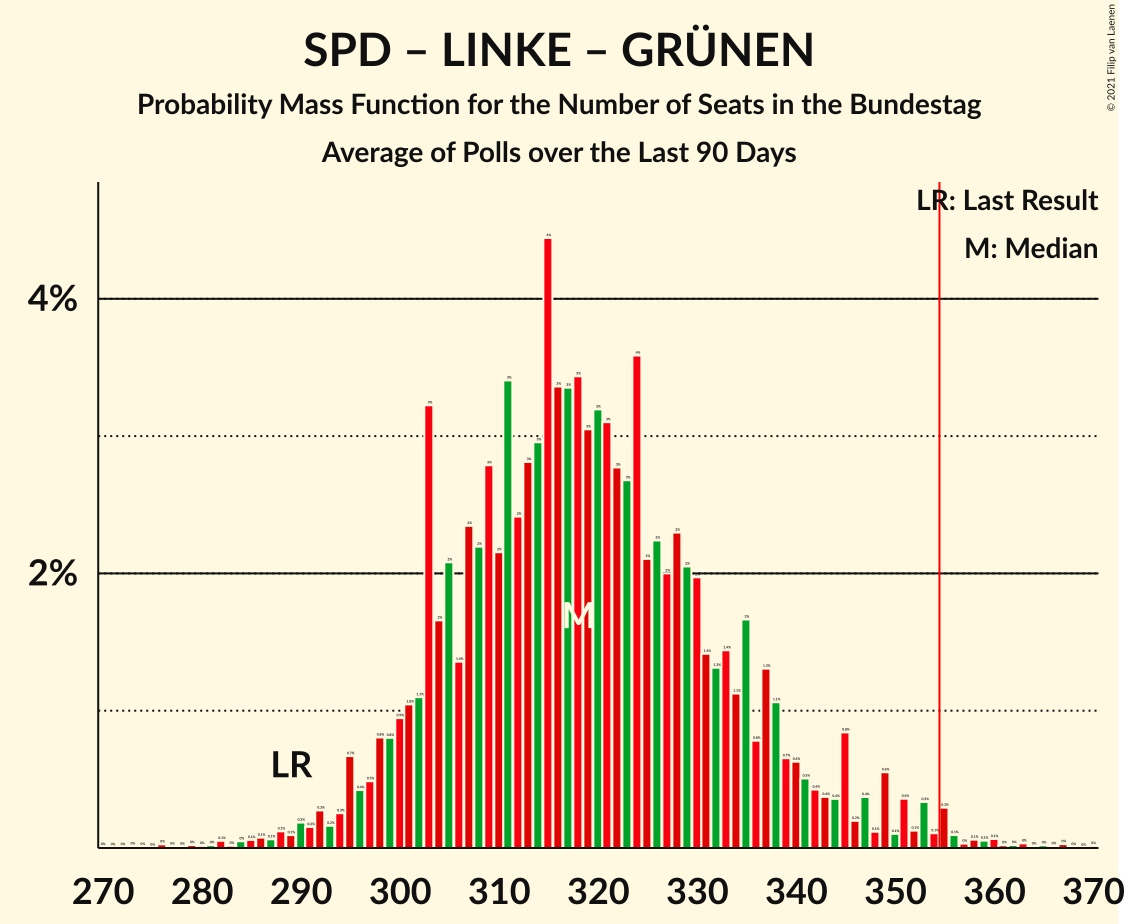 SPD – LINKE – GRÜNEN
Probability Mass Function for the Number of Seats in the Bundestag
Average of Polls over the Last 90 Days
© 2021 Filip van Laenen
LR: Last Result
M: Median
4%
2%
M
LR
270 280 290 300 310 320 330 340 350 360 370